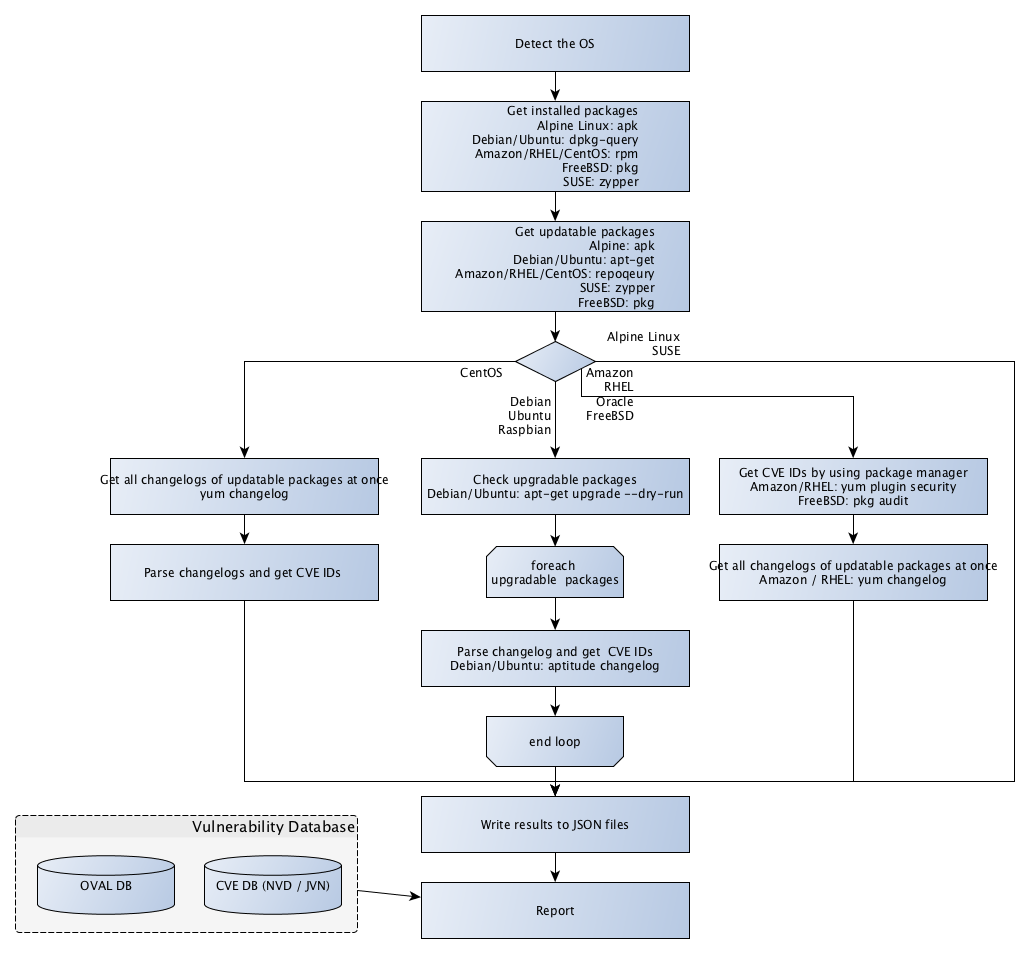 Detect the OS
Get installed packages
Alpine Linux: apk
Debian/Ubuntu: dpkg-query
Amazon/RHEL/CentOS: rpm
FreeBSD: pkg
SUSE: zypper
Get updatable packages
Alpine: apk
Debian/Ubuntu: apt-get
Amazon/RHEL/CentOS: repoqeury
SUSE: zypper
FreeBSD: pkg
Alpine Linux
SUSE
CentOS
Debian
Ubuntu
Raspbian
Amazon
RHEL
Oracle
FreeBSD
Get all changelogs of updatable packages at once
yum changelog
Check upgradable packages
Debian/Ubuntu: apt-get upgrade --dry-run
Get CVE IDs by using package manager
Amazon/RHEL: yum plugin security
FreeBSD: pkg audit
Parse changelogs and get CVE IDs
foreach
upgradable  packages
Get all changelogs of updatable packages at once
Amazon / RHEL: yum changelog
Parse changelog and get  CVE IDs
Debian/Ubuntu: aptitude changelog
end loop
Write results to JSON files
Vulnerability Database
OVAL DB
CVE DB (NVD / JVN)
Report